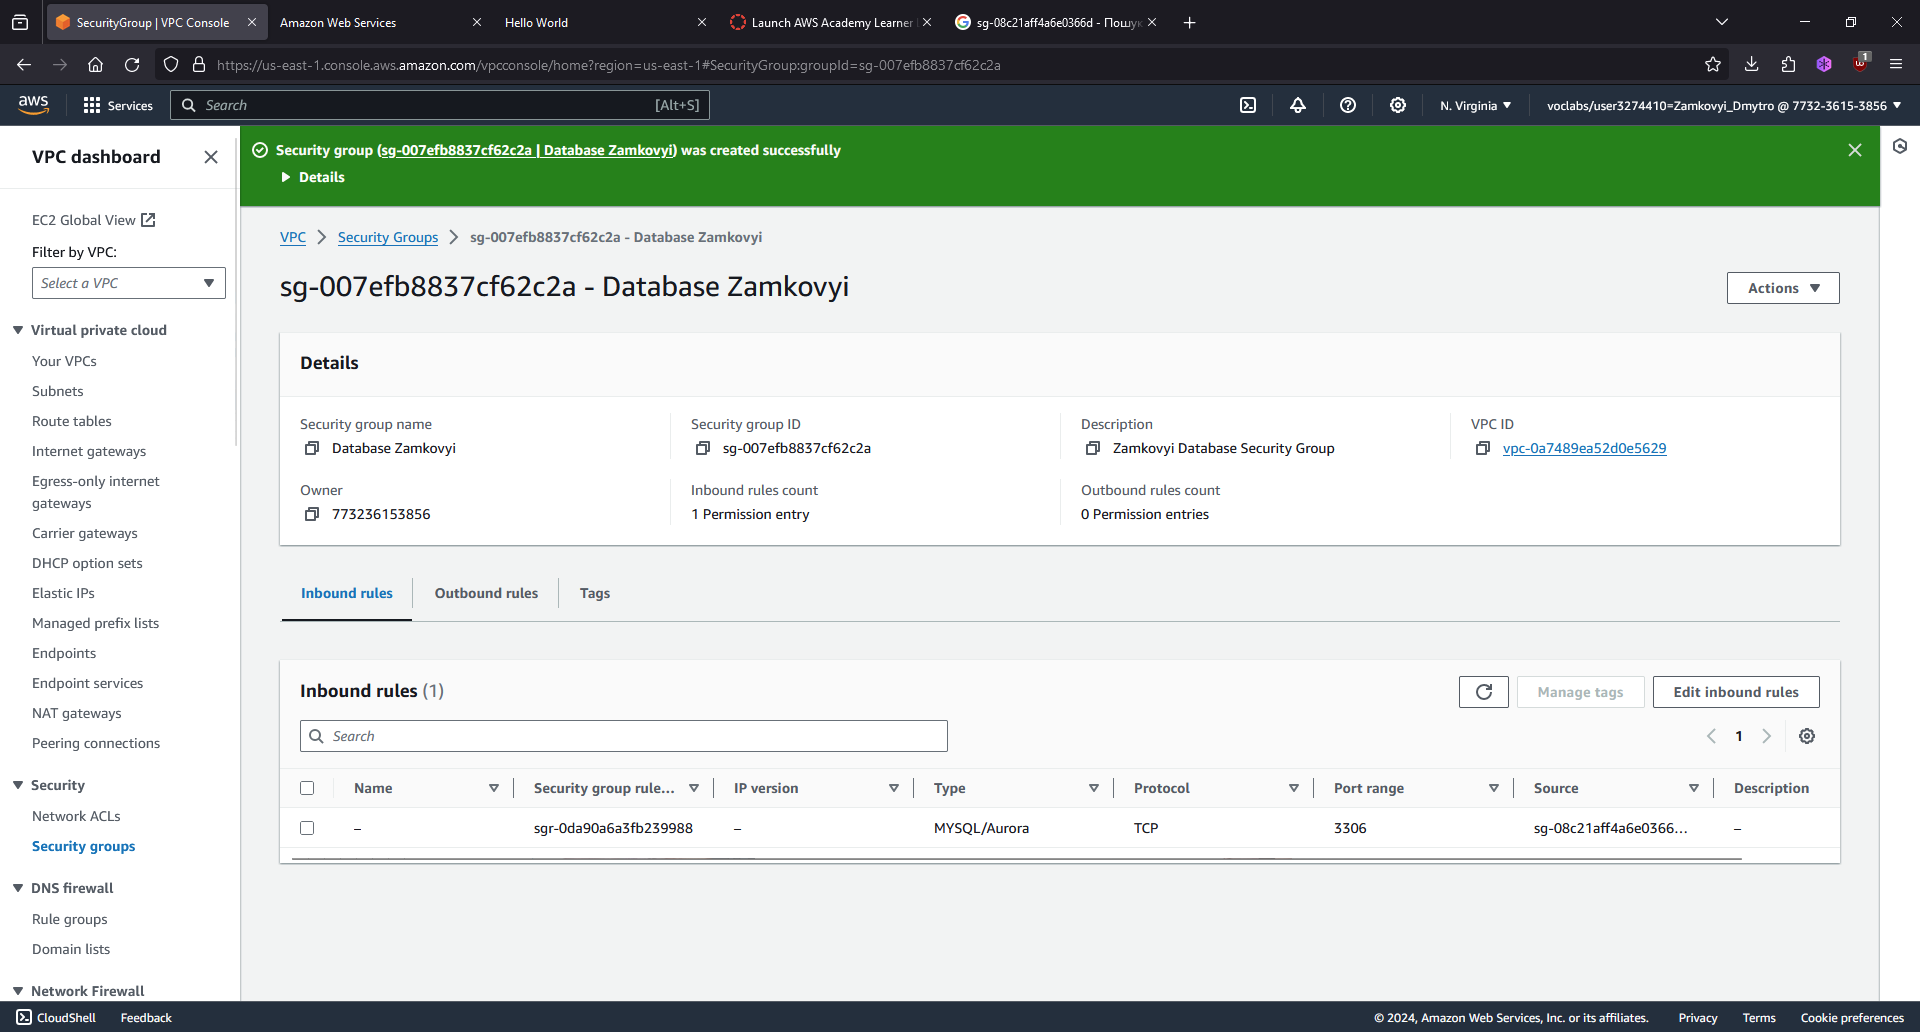 SecurityGroup | VPC Console
Amazon Web Services
Hello World
Launch AWS Academy Learner
sg-08c21aff4a6e0366d - Пошук
https://us-east-1.console.aws.amazon.com/vpcconsole/home?region=us-east-1#SecurityGroup:groupId=sg-007efb8837cf62c2a
1
aws
Services
Search
[Alt+S]
N. Virginia
voclabs/user3274410=Zamkovyi_Dmytro @ 7732-3615-3856
VPC dashboard
EC2 Global View
Filter by VPC:
Select a VPC
Virtual private cloud
Your VPCs
Subnets
Route tables
Internet gateways
Egress-only internet
gateways
Carrier gateways
DHCP option sets
Elastic IPs
Managed prefix lists
Endpoints
Endpoint services
NAT gateways
Peering connections
Security
Network ACLs
Security groups
DNS firewall
Rule groups
Domain lists
Network Firewall
Security group (sg-007efb8837cf62c2a | Database Zamkovyi) was created successfully
Details
VPC
Security Groups
sg-007efb8837cf62c2a - Database Zamkovyi
sg-007efb8837cf62c2a - Database Zamkovyi
Actions
Details
Security group name
Database Zamkovyi
Security group ID
sg-007efb8837cf62c2a
Description
Zamkovyi Database Security Group
VPC ID
vpc-0a7489ea52d0e5629
Owner
773236153856
Inbound rules count
1 Permission entry
Outbound rules count
0 Permission entries
Inbound rules
Outbound rules
Tags
Inbound rules (1)
Manage tags
Edit inbound rules
Search
1
Name
Security group rule...
IP version
Type
Protocol
Port range
Source
Description
–
sgr-0da90a6a3fb239988
–
MYSQL/Aurora
TCP
3306
sg-08c21aff4a6e0366...
–
CloudShell
Feedback
© 2024, Amazon Web Services, Inc. or its affiliates.
Privacy
Terms
Cookie preferences